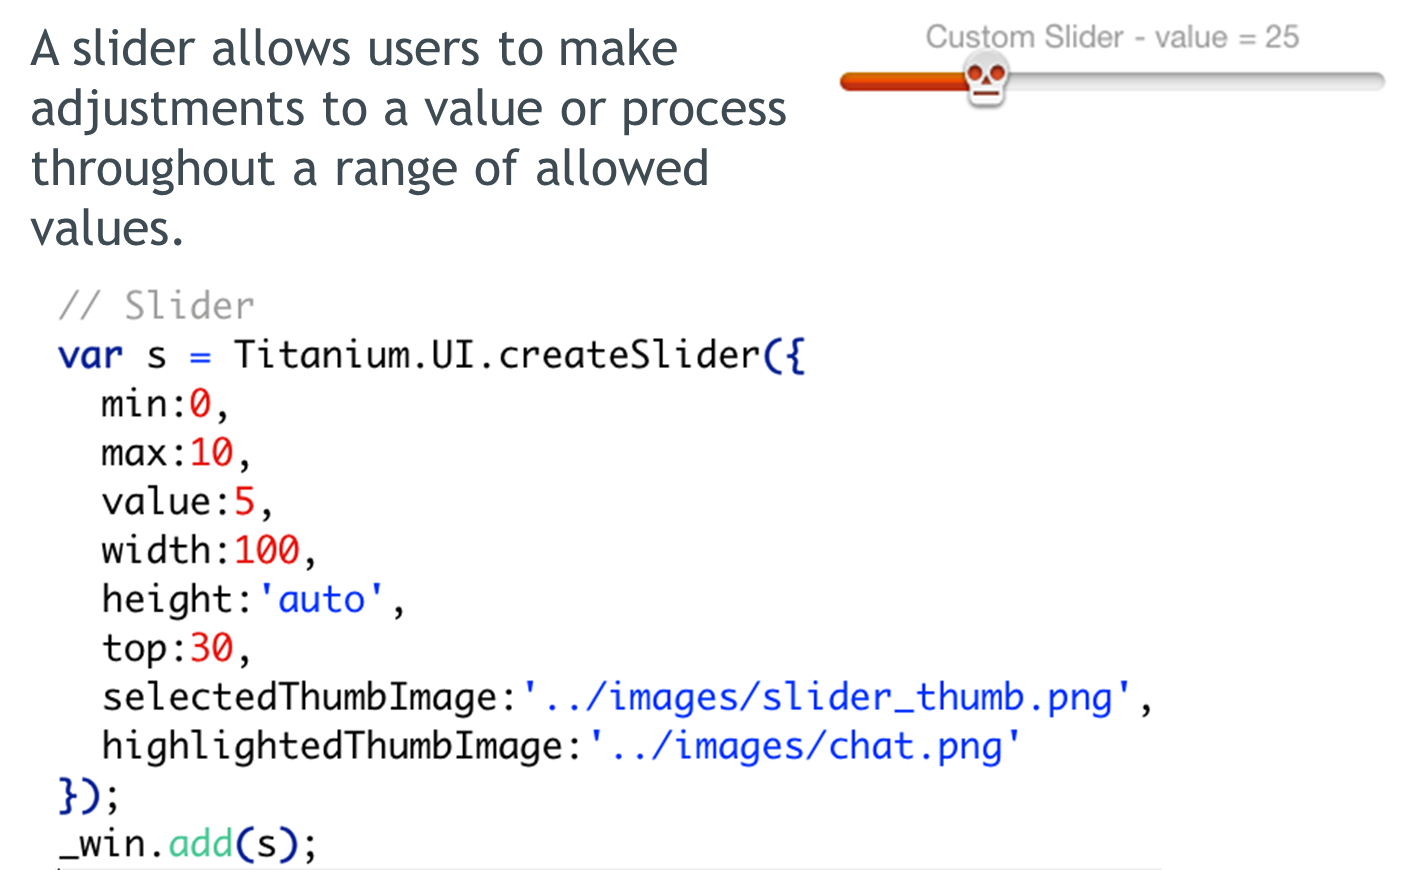 A slider allows users to make
adjustments to a value or process
throughout a range of allowed
values.
Custom Slider - value = 25
// Slider
var s = Titanium.UI.createSlider({
  min:0,
  max:10,
  value:5,
  width:100,
  height:'auto',
  top:30,
  selectedThumbImage:'../images/slider_thumb.png',
  highlightedThumbImage:'../images/chat.png'
});
_win.add(s);